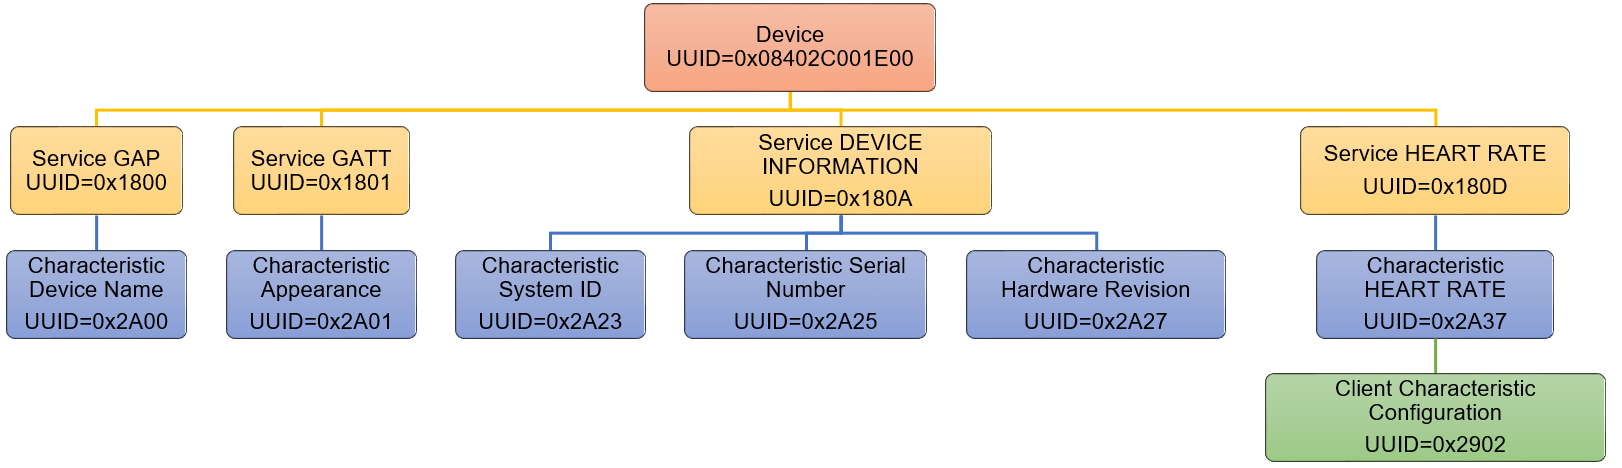 Device
UUID=0x08402C001E00
Service GAP
UUID=0x1800
Service GATT
UUID=0x1801
Service DEVICE
INFORMATION
UUID=0x180A
Service HEART RATE
UUID=0x180D
Characteristic
Device Name
UUID=0x2A00
Characteristic
Appearance
UUID=0x2A01
Characteristic
System ID
UUID=0x2A23
Characteristic Serial
Number
UUID=0x2A25
Characteristic
Hardware Revision
UUID=0x2A27
Characteristic
HEART RATE
UUID=0x2A37
Client Characteristic
Configuration
UUID=0x2902